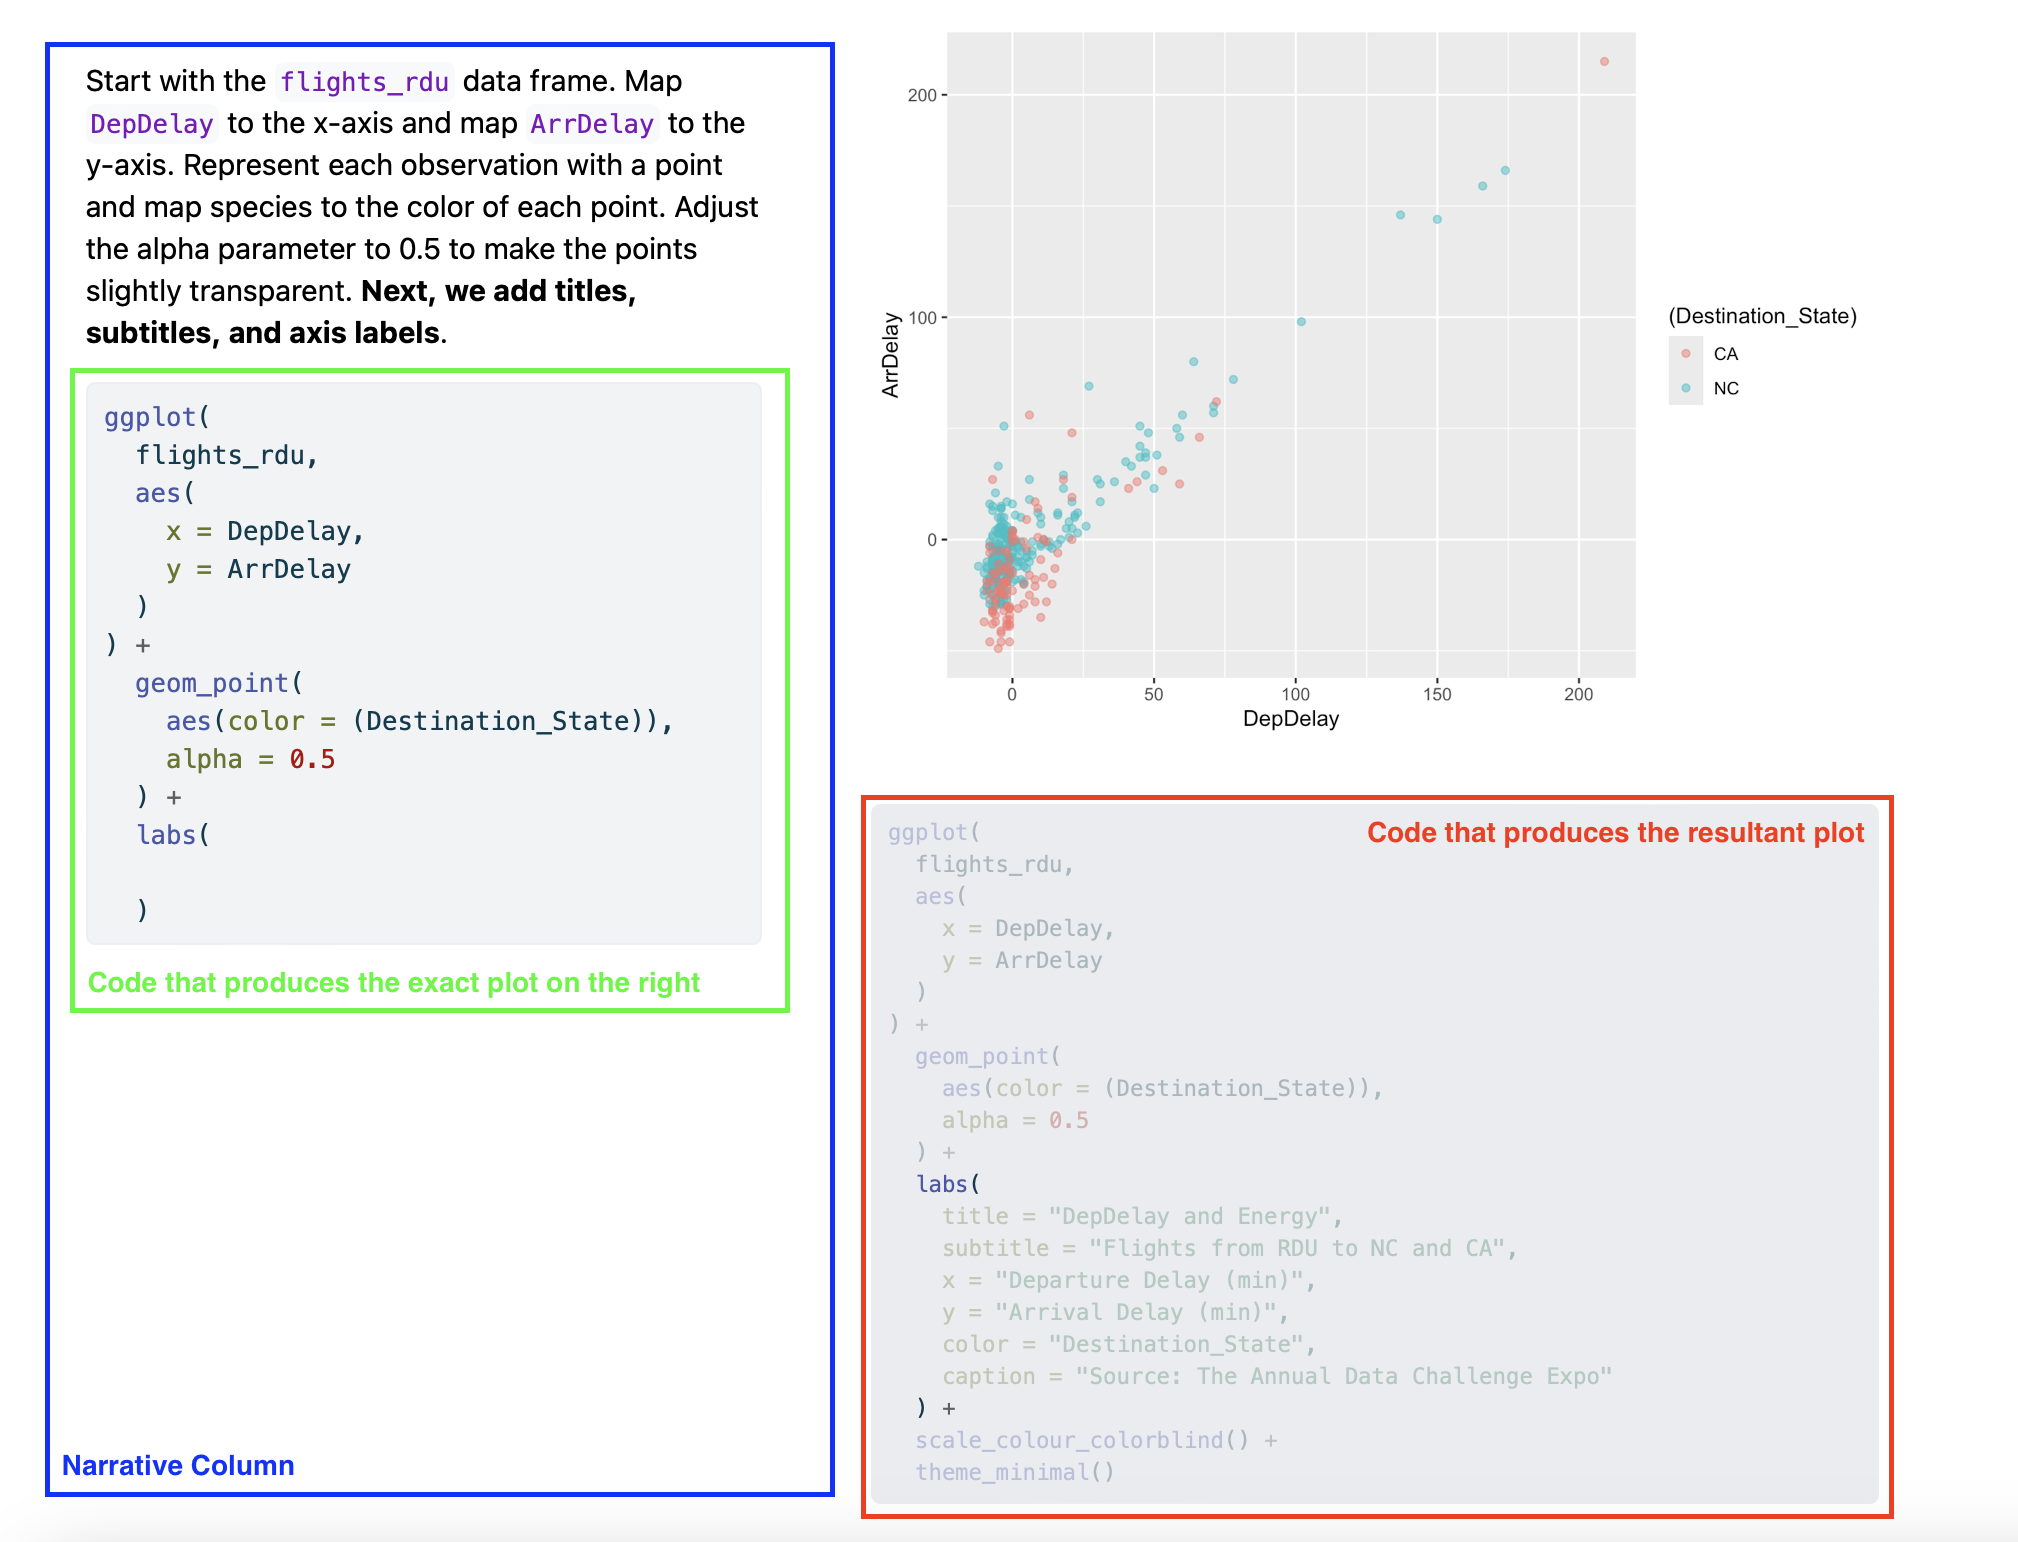 Start with the flights_rdu data frame. Map
DepDelay to the x-axis and map ArrDelay to the
y-axis. Represent each observation with a point
and map species to the color of each point. Adjust
the alpha parameter to 0.5 to make the points
slightly transparent. Next, we add titles,
subtitles, and axis labels.
ggplot(
flights_rdu,
aes(
x = DepDelay,
y = ArrDelay
)
) +
geom_point(
aes(color = (Destination_State)),
alpha = 0.5
) +
labs(
)
Code that produces the exact plot on the right
Narrative Column
200
100
0
ArrDelay
0 50 100 150 200
DepDelay
(Destination_State)
CA
NC
Code that produces the resultant plot
ggplot(
flights_rdu,
aes(
x = DepDelay,
y = ArrDelay
)
) +
geom_point(
aes(color = (Destination_State)),
alpha = 0.5
) +
labs(
title = "DepDelay and Energy",
subtitle = "Flights from RDU to NC and CA",
x = "Departure Delay (min)",
y = "Arrival Delay (min)",
color = "Destination_State",
caption = "Source: The Annual Data Challenge Expo"
) +
scale_colour_colorblind() +
theme_minimal()